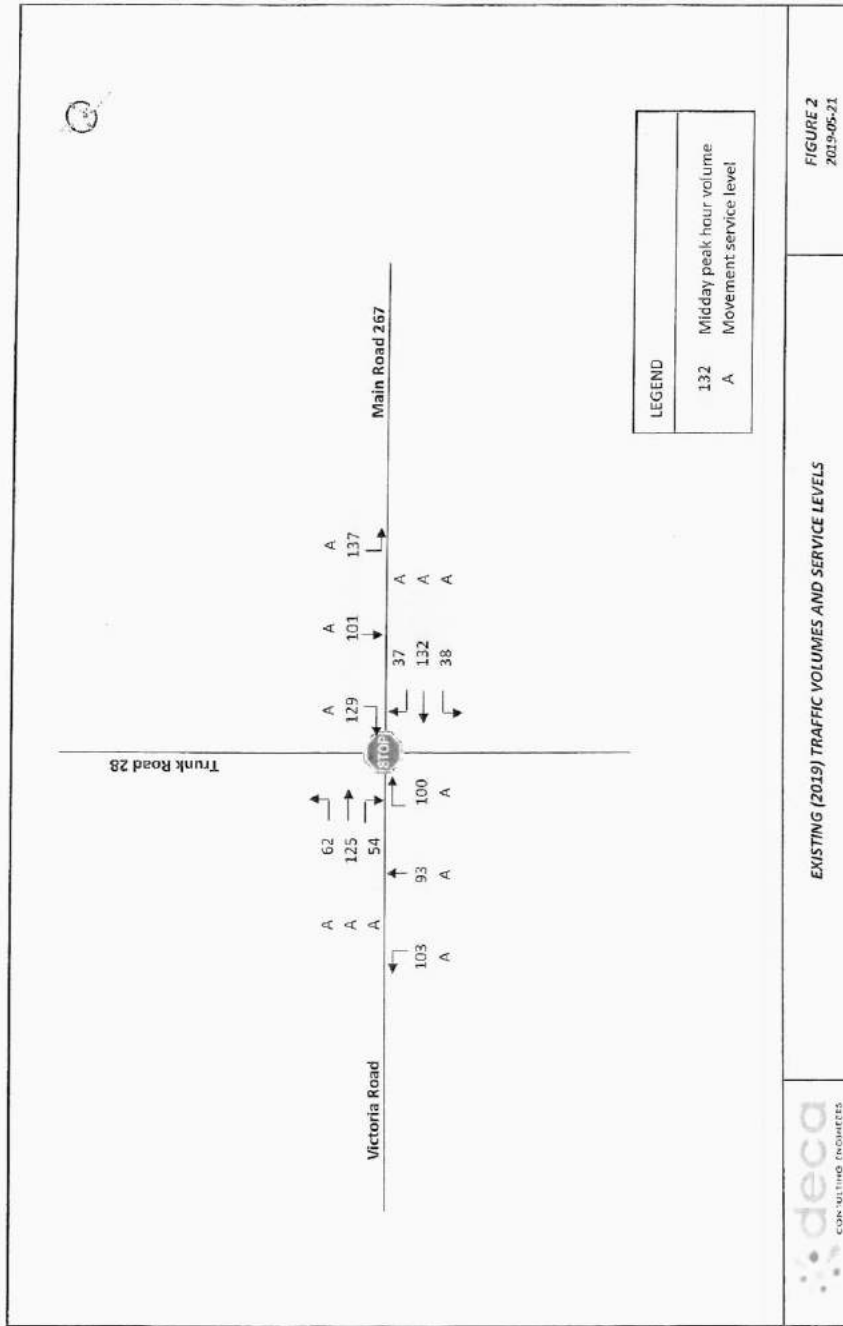 Trunk Road 28
62
125
54
A
A
A
A
129
A
101
A
137
Victoria Road
STOP
Main Road 267
103
A
93
A
100
A
37 A
132 A
38 A
LEGEND
132 Midday peak hour volume
A Movement service level
deca
CONSULTING ENGINEERS
EXISTING (2019) TRAFFIC VOLUMES AND SERVICE LEVELS
FIGURE 2
2019-05-21